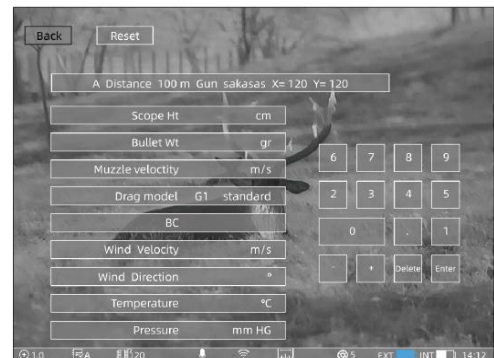 Back Reset
A Distance 100 m Gun sakasas X= 120 Y= 120
Scope Ht cm
Bullet Wt gr
Muzzle veloctity m/s
Drag model G1 standard
BC
Wind Velocity m/s
Wind Direction °
Temperature °C
Pressure mm HG
6 7 8 9
2 3 4 5
0 . 1
- + Delete Enter
1.0 A 20 5 EXT INT 14:12